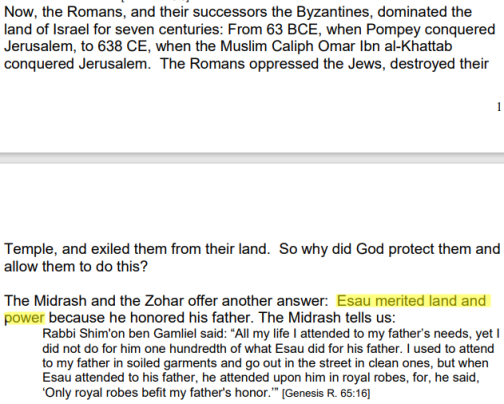 Now, the Romans, and their successors the Byzantines, dominated the
land of Israel for seven centuries: From 63 BCE, when Pompey conquered
Jerusalem, to 638 CE, when the Muslim Caliph Omar Ibn al-Khattab
conquered Jerusalem. The Romans oppressed the Jews, destroyed their
1
Temple, and exiled them from their land. So why did God protect them and
allow them to do this?
The Midrash and the Zohar offer another answer: Esau merited land and
power because he honored his father. The Midrash tells us:
Rabbi Shim'on ben Gamliel said: “All my life I attended to my father’s needs, yet I
did not do for him one hundredth of what Esau did for his father. I used to attend
to my father in soiled garments and go out in the street in clean ones, but when
Esau attended to his father, he attended upon him in royal robes, for, he said,
‘Only royal robes befit my father's honor.’” [Genesis R. 65:16]